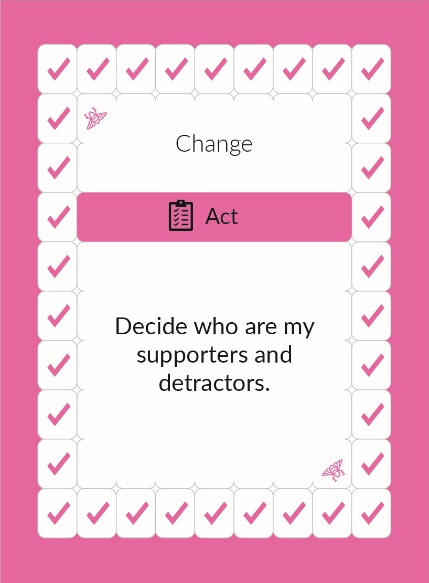 Change
Act
Decide who are my
supporters and
detractors.